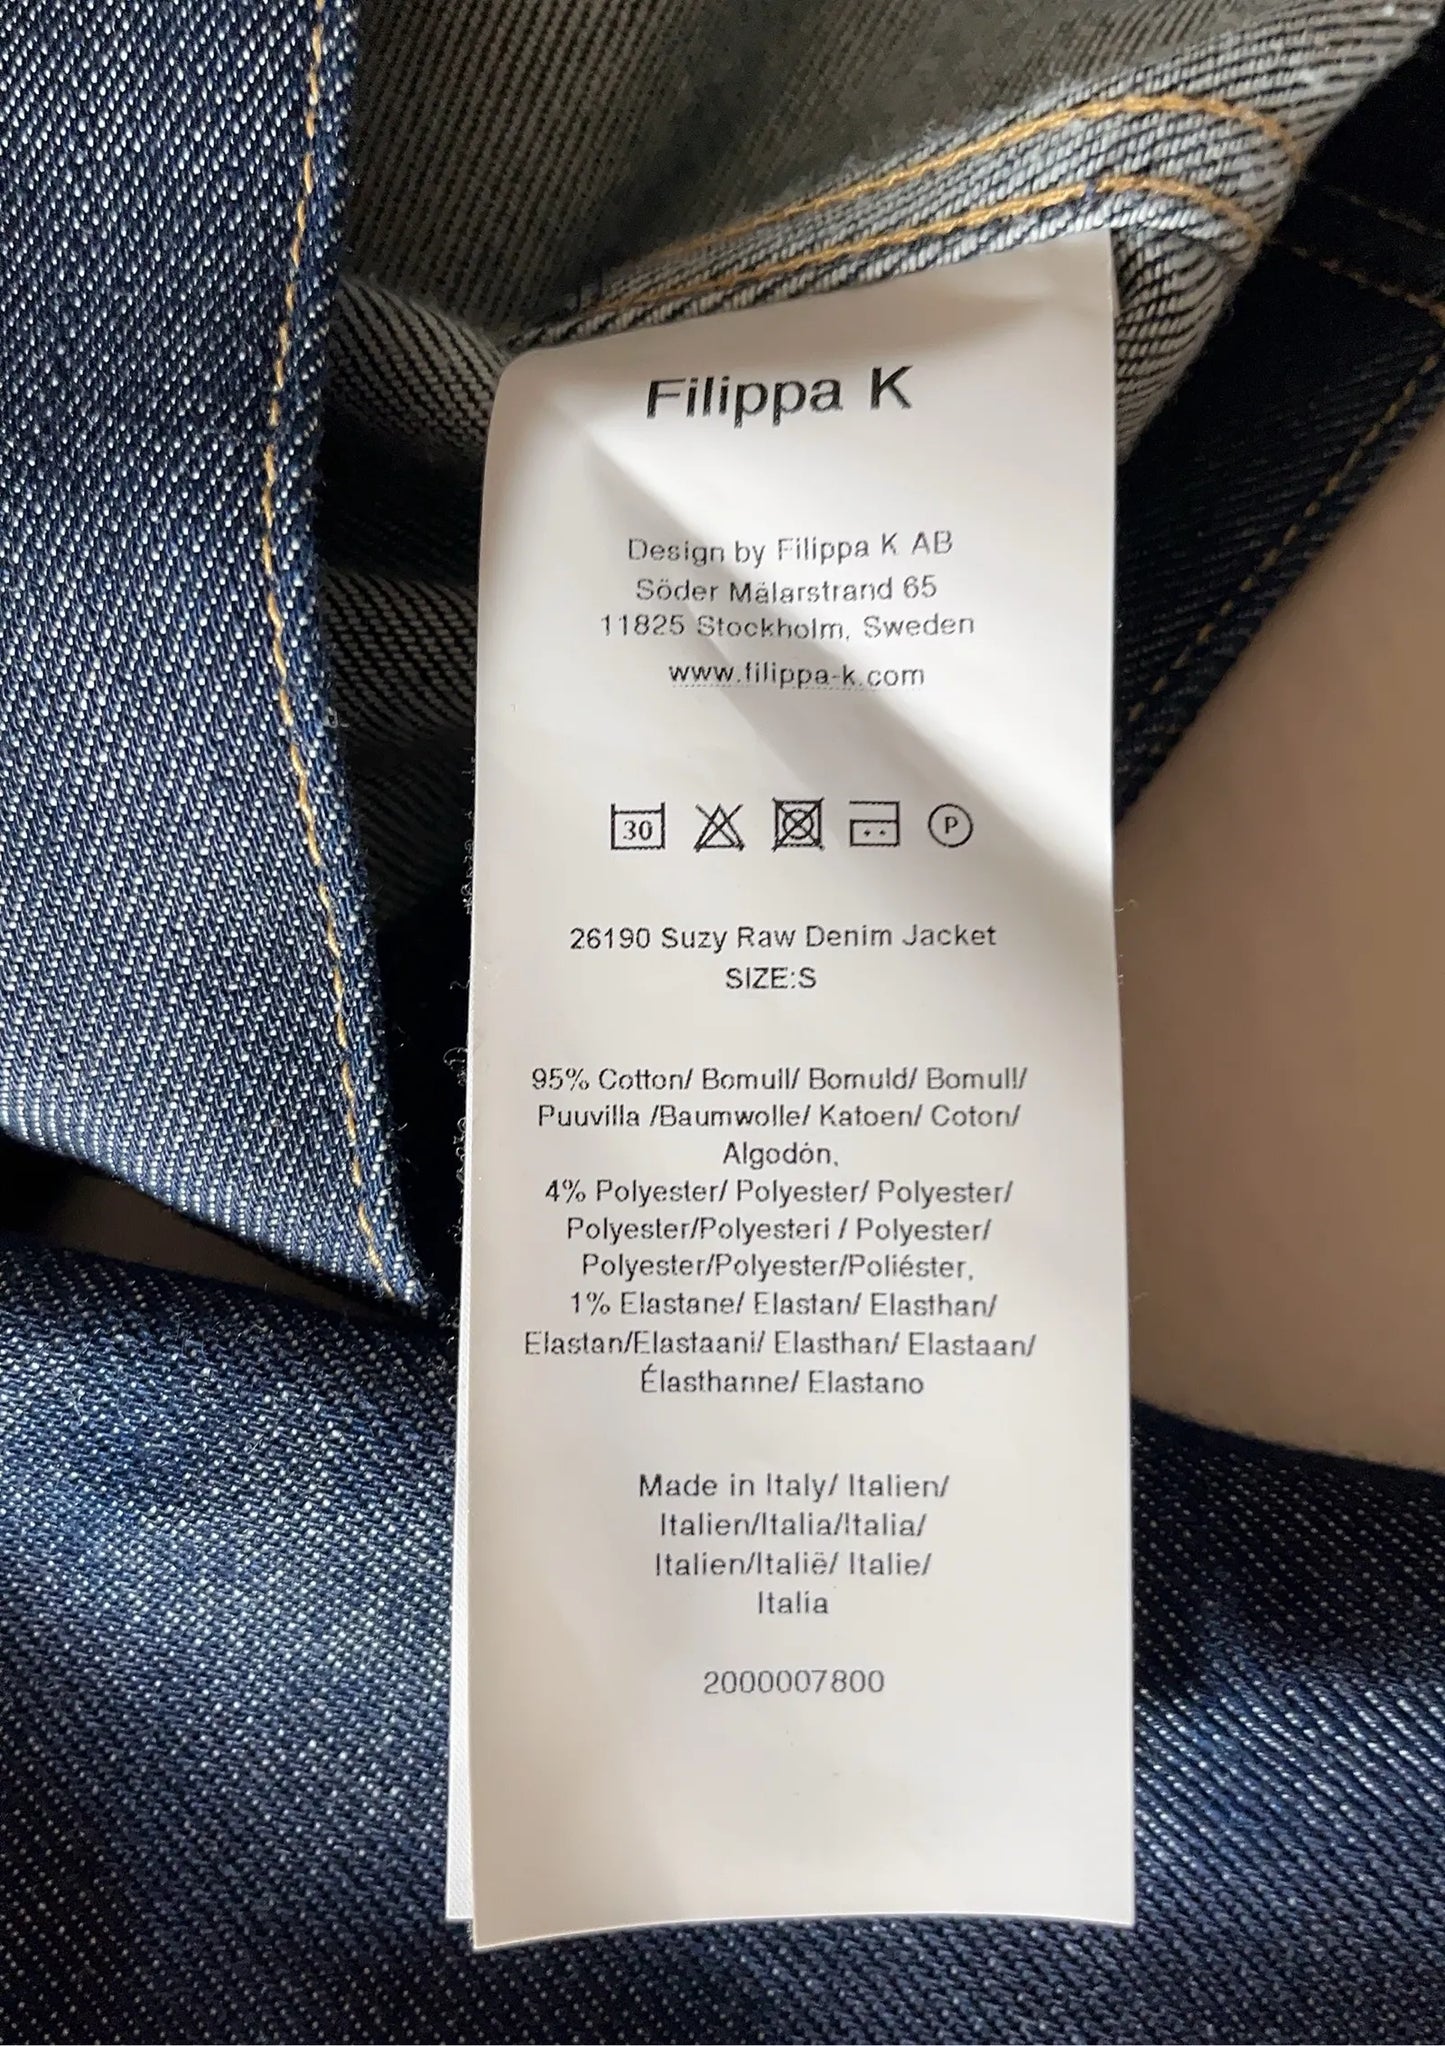 Filippa K
Design by Filippa K AB
Söder Mälarstrand 65
11825 Stockholm, Sweden
www.filippa-k.com
30
P
26190 Suzy Raw Denim Jacket
SIZE:S
95% Cotton/ Bomull/ Bomuld/ Bomull/
Puuvilla /Baumwolle/ Katoen/ Coton/
Algodón,
4% Polyester/ Polyester/ Polyester/
Polyester/Polyesteri / Polyester/
Polyester/Polyester/Poliéster,
1% Elastane/ Elastan/ Elasthan/
Elastan/Elastaani/ Elasthan/ Elastaan/
Élasthanne/ Elastano
Made in Italy/ Italien/
Italien/Italia/Italia/
Italien/Italië/ Italie/
Italía
2000007800